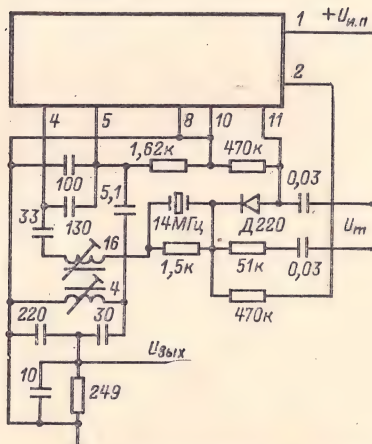 1 +Uи.п
2
4 5 8 10 11
1,62к 470к
100 5,1 0,03
33 130 14МГц Д220 Uт
16
1,5к 51к 0,03
4
220 30 470к
Uвых
10 249